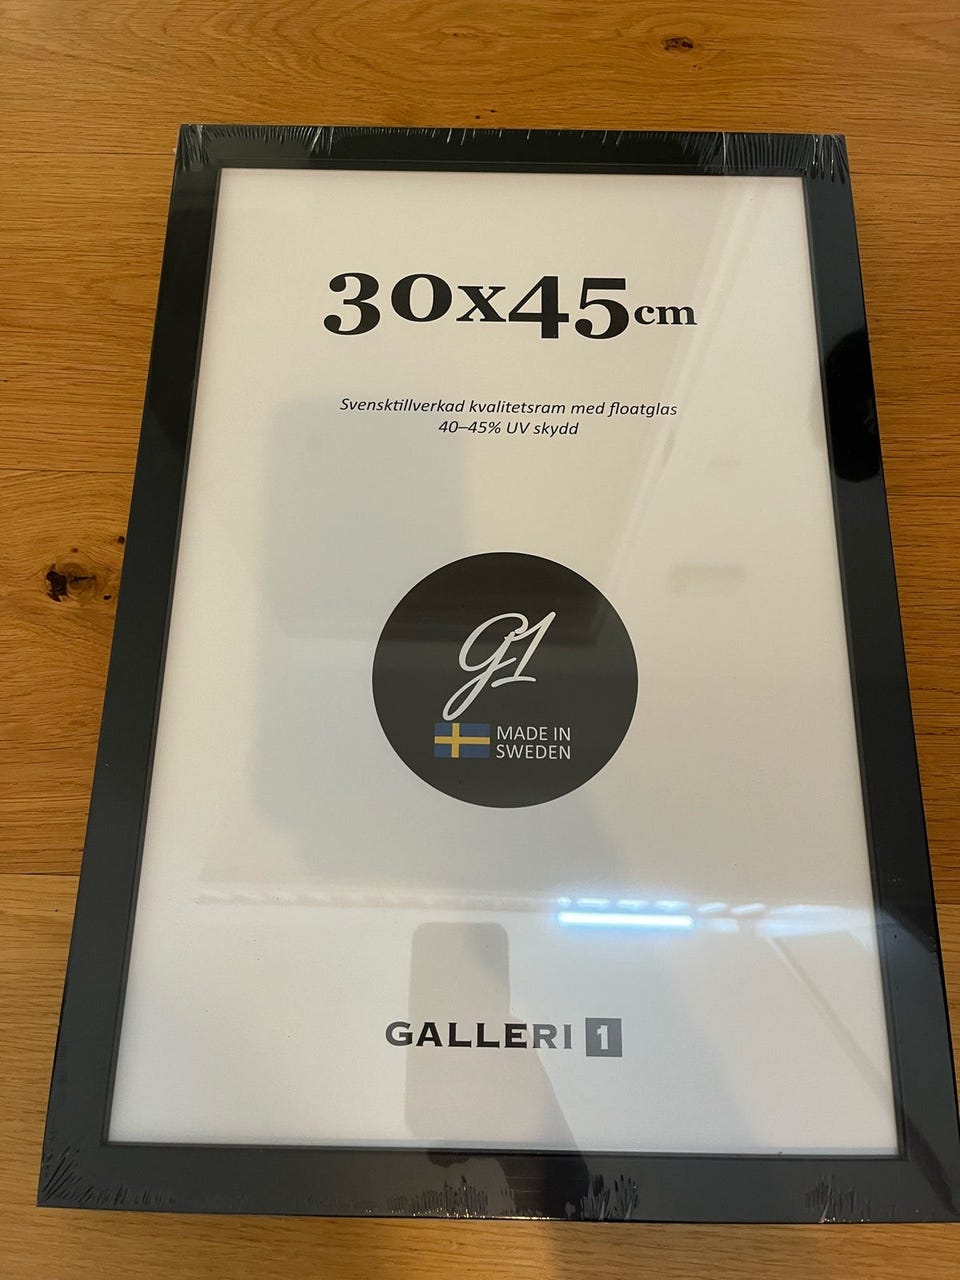 30x45cm
Svensktillverkad kvalitetsram med floatglas
40–45% UV skydd
G1
MADE IN
SWEDEN
GALLERI 1